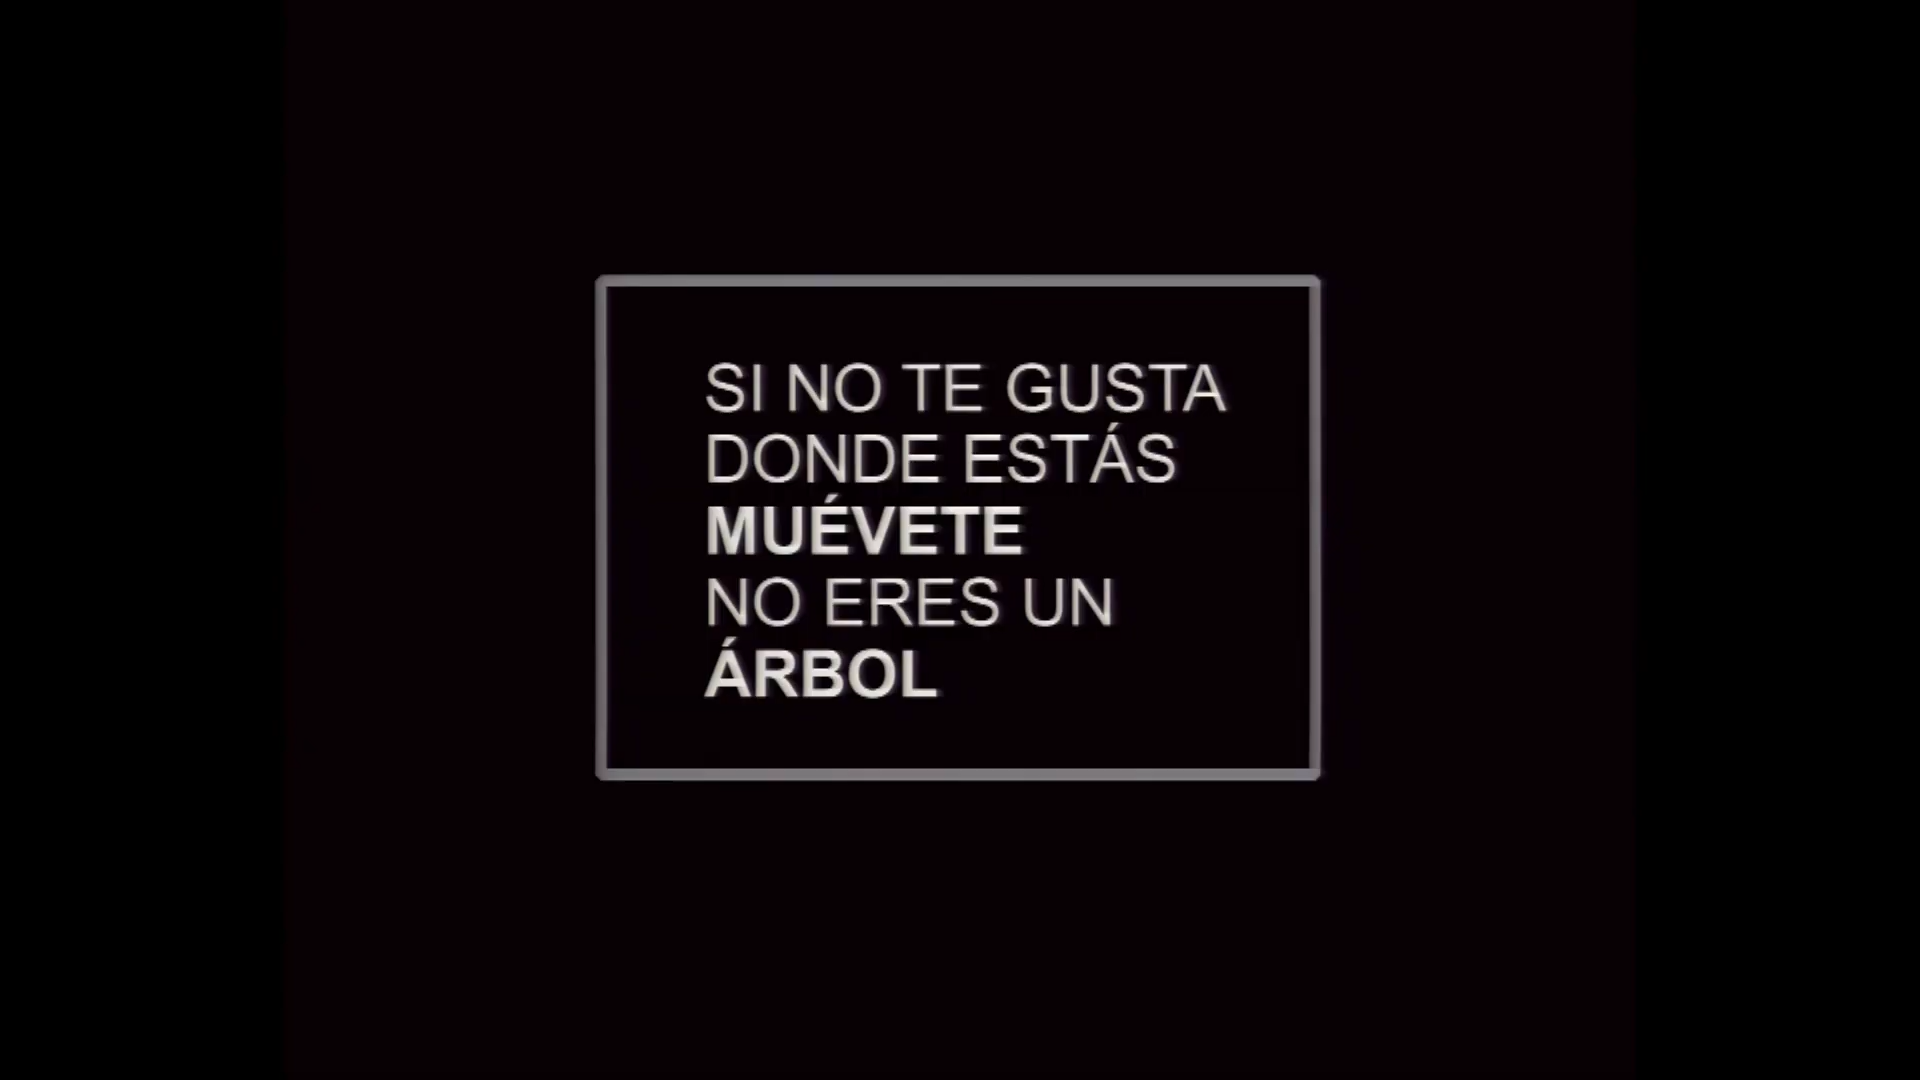 SI NO TE GUSTA
DONDE ESTÁS
MUÉVETE
NO ERES UN
ÁRBOL